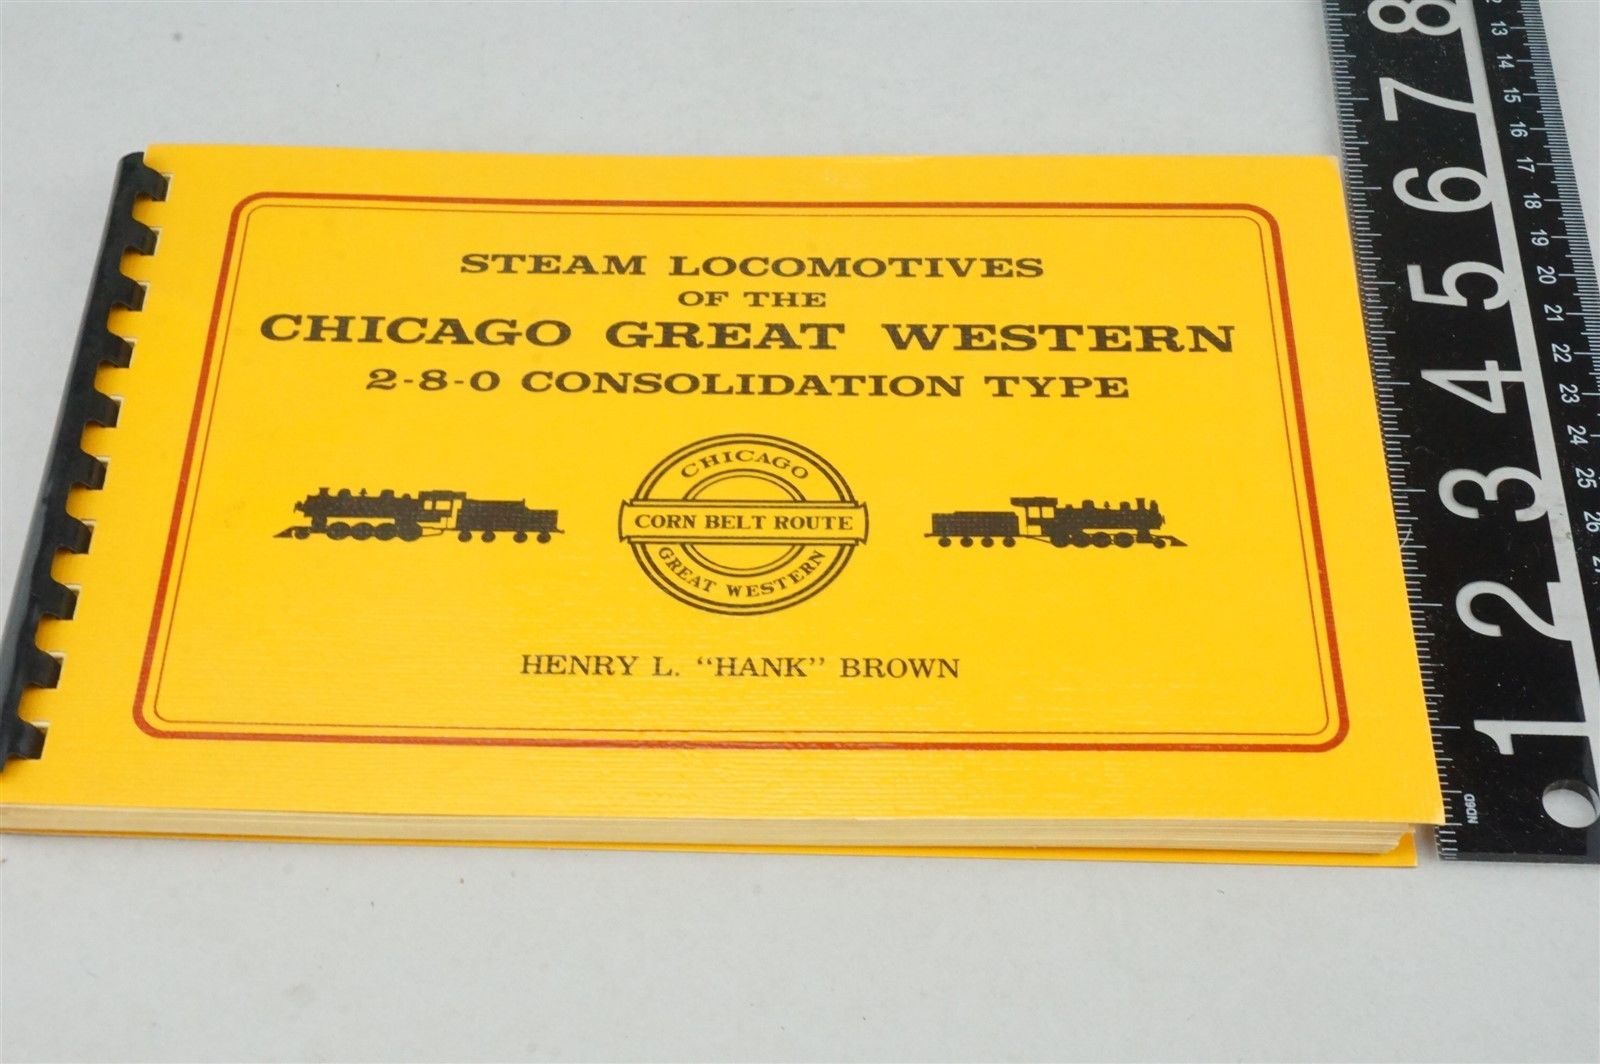 STEAM LOCOMOTIVES
OF THE
CHICAGO GREAT WESTERN
2-8-0 CONSOLIDATION TYPE
CHICAGO
CORN BELT ROUTE
GREAT WESTERN
HENRY L. "HANK" BROWN
8
7
6
5
4
3
2
1
13
14
15
16
17
18
19
20
21
22
23
24
25
26